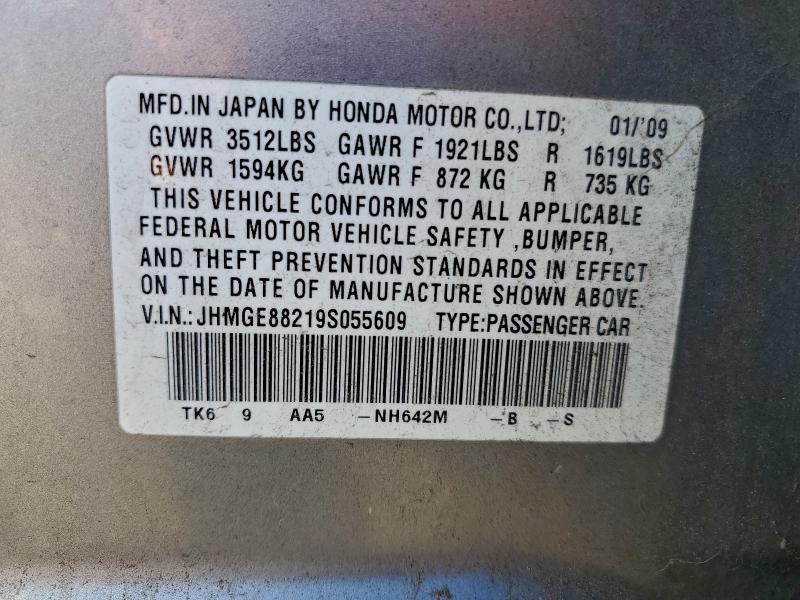 MFD.IN JAPAN BY HONDA MOTOR CO.,LTD; 01/'09
GVWR 3512LBS GAWR F 1921LBS R 1619LBS
GVWR 1594KG GAWR F 872 KG R 735 KG
THIS VEHICLE CONFORMS TO ALL APPLICABLE
FEDERAL MOTOR VEHICLE SAFETY ,BUMPER,
AND THEFT PREVENTION STANDARDS IN EFFECT
ON THE DATE OF MANUFACTURE SHOWN ABOVE.
V.I.N.: JHMGE88219S055609 TYPE:PASSENGER CAR
TK6 9 AA5 -NH642M -B -S